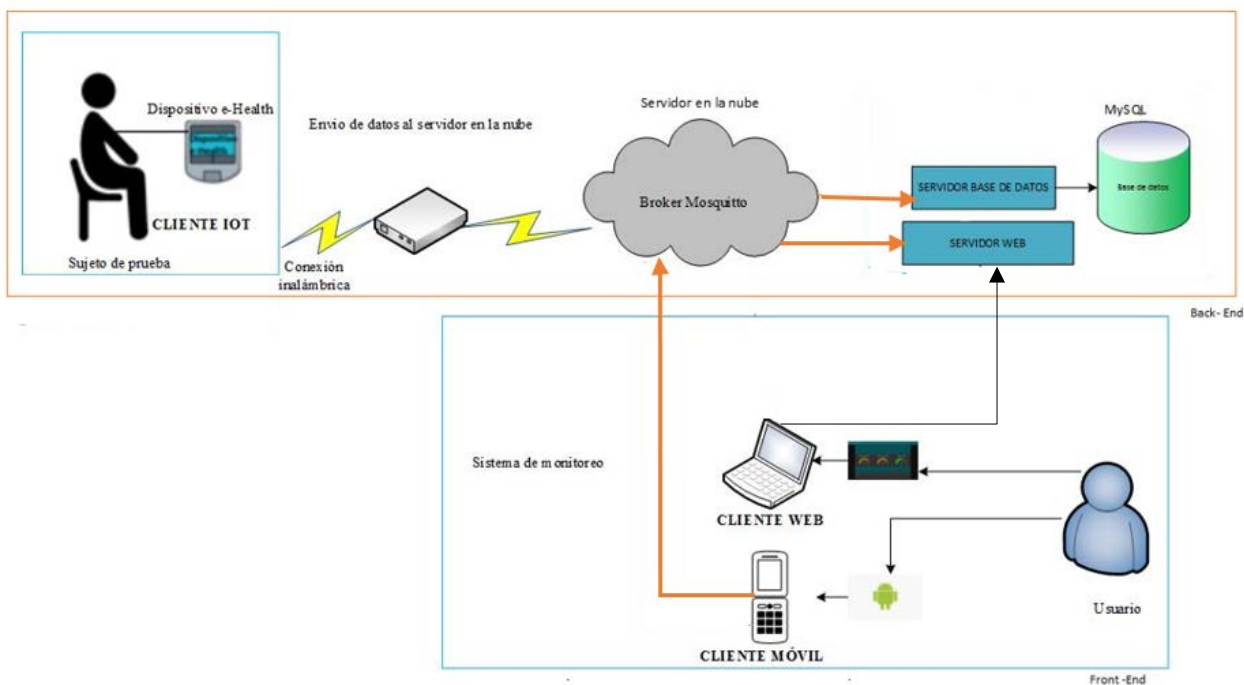 Dispositivo e-Health
CLIENTE IOT
Sujeto de prueba
Envio de datos al servidor en la nube
Conexión
inalámbrica
Servidor en la nube
Broker Mosquitto
SERVIDOR BASE DE DATOS
SERVIDOR WEB
MySQL
Base de datos
Back- End
Sistema de monitoreo
CLIENTE WEB
CLIENTE MÓVIL
Usuario
Front -End